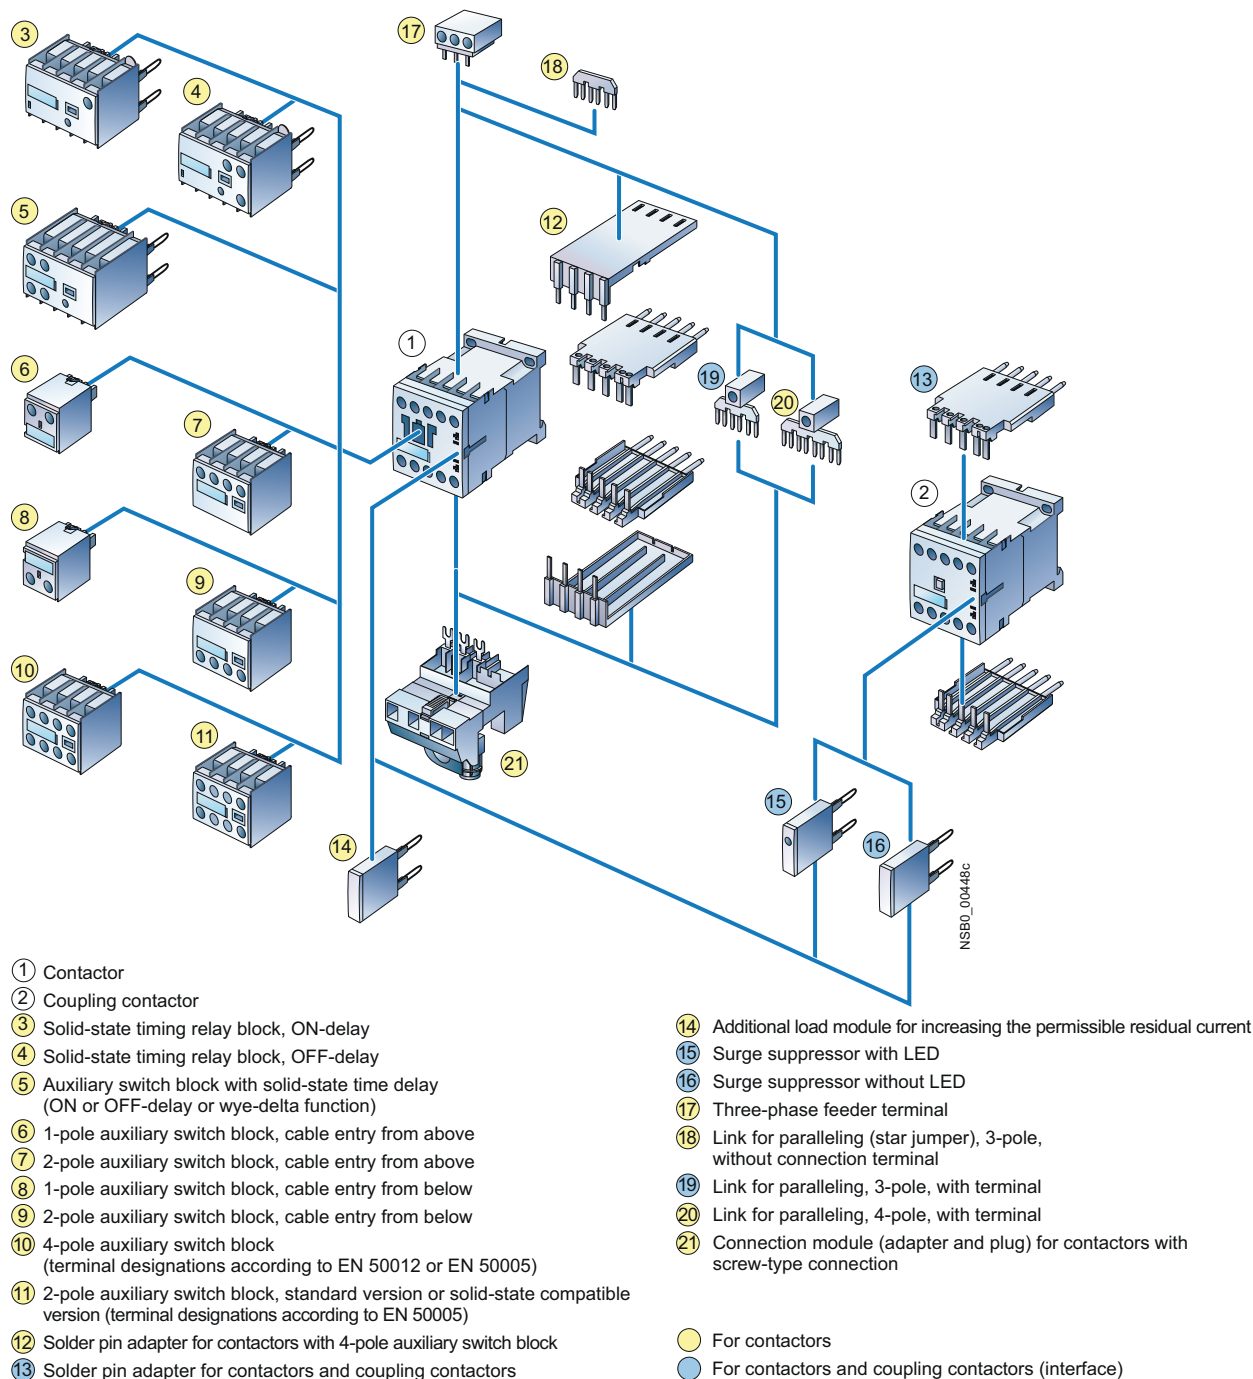 3
17
18
4
5
12
1
6
19
20
13
7
2
8
9
10
11
21
15
14
16
NSB0_00448c
1 Contactor
2 Coupling contactor
3 Solid-state timing relay block, ON-delay
4 Solid-state timing relay block, OFF-delay
5 Auxiliary switch block with solid-state time delay
(ON or OFF-delay or wye-delta function)
6 1-pole auxiliary switch block, cable entry from above
7 2-pole auxiliary switch block, cable entry from above
8 1-pole auxiliary switch block, cable entry from below
9 2-pole auxiliary switch block, cable entry from below
10 4-pole auxiliary switch block
(terminal designations according to EN 50012 or EN 50005)
11 2-pole auxiliary switch block, standard version or solid-state compatible
version (terminal designations according to EN 50005)
12 Solder pin adapter for contactors with 4-pole auxiliary switch block
13 Solder pin adapter for contactors and coupling contactors
14 Additional load module for increasing the permissible residual current
15 Surge suppressor with LED
16 Surge suppressor without LED
17 Three-phase feeder terminal
18 Link for paralleling (star jumper), 3-pole,
without connection terminal
19 Link for paralleling, 3-pole, with terminal
20 Link for paralleling, 4-pole, with terminal
21 Connection module (adapter and plug) for contactors with
screw-type connection
For contactors
For contactors and coupling contactors (interface)